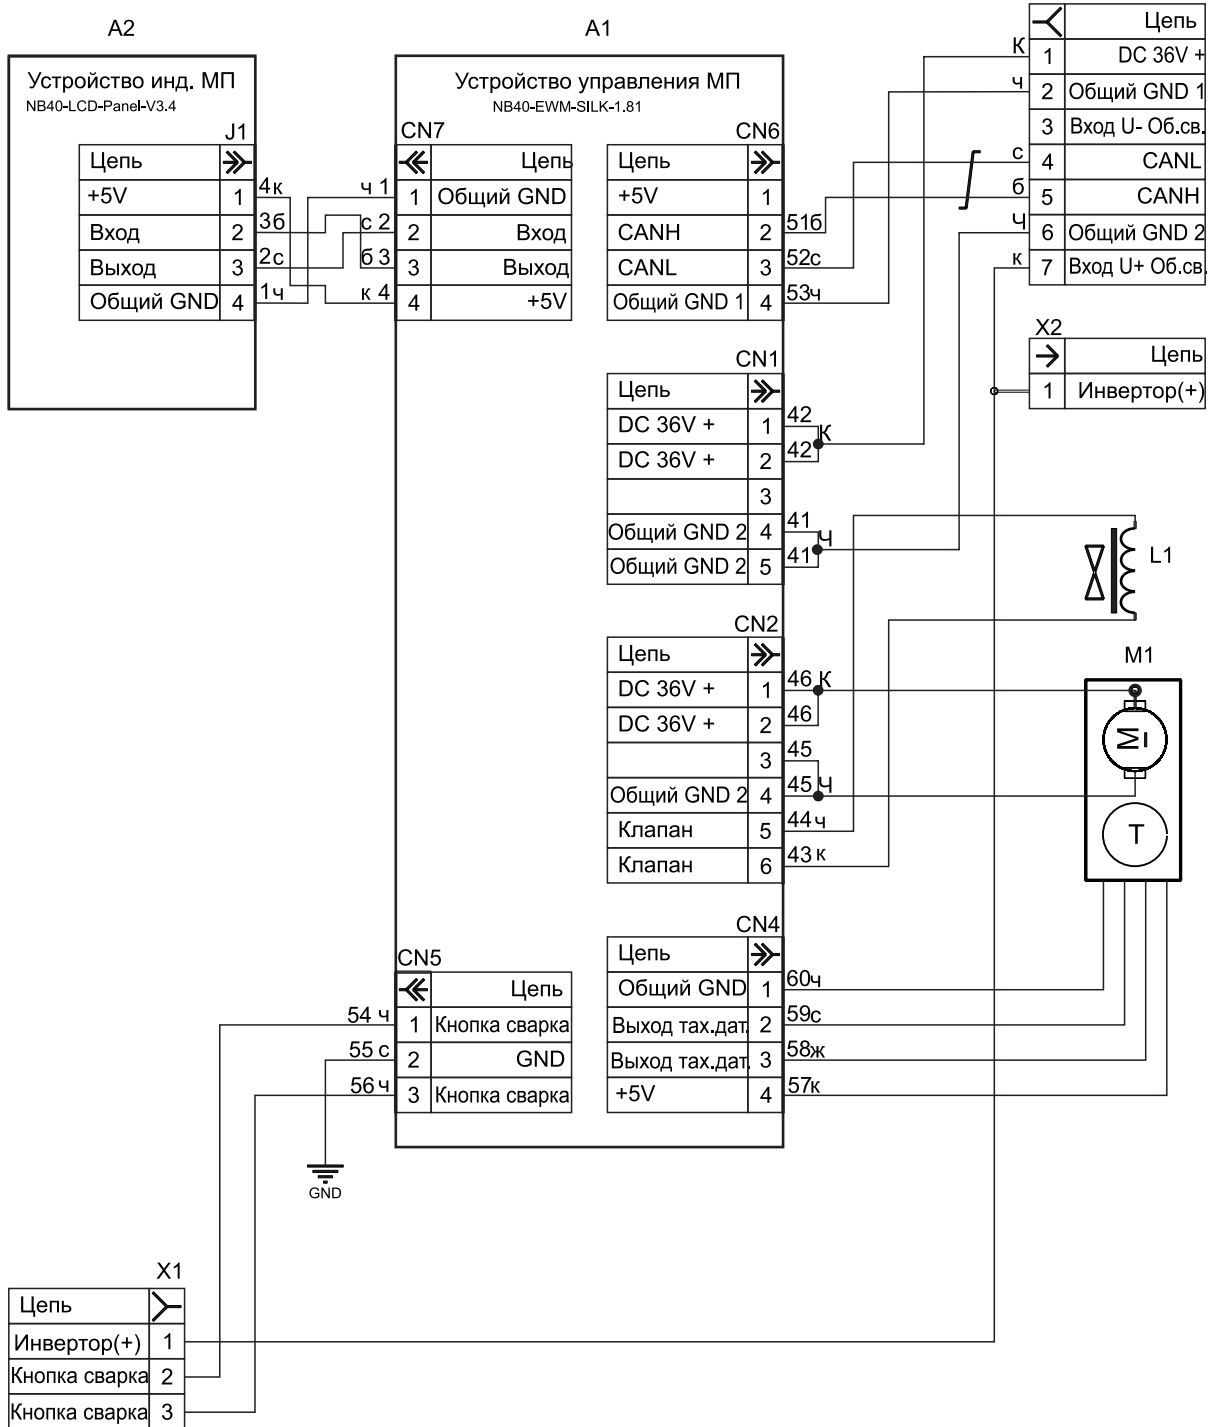 A2
A1
Устройство инд. МП
NB40-LCD-Panel-V3.4
J1
Цепь
+5V 1
Вход 2
Выход 3
Общий GND 4
4к
3б
2с
1ч
ч 1
с 2
б 3
к 4
Устройство управления МП
NB40-EWM-SILK-1.81
CN7
Цепь
1 Общий GND
2 Вход
3 Выход
4 +5V
CN6
Цепь
+5V 1
CANH 2
CANL 3
Общий GND 1 4
51б
52с
53ч
Цепь
К 1 DC 36V +
ч 2 Общий GND 1
3 Вход U- Об.св.
с 4 CANL
б 5 CANH
Ч 6 Общий GND 2
к 7 Вход U+ Об.св.
X2
Цепь
1 Инвертор(+)
CN1
Цепь
DC 36V + 1 42
К
DC 36V + 2 42
3
Общий GND 2 4 41
Ч
Общий GND 2 5 41
L1
CN2
Цепь
DC 36V + 1 46 К
DC 36V + 2 46
3 45
Общий GND 2 4 45 Ч
Клапан 5 44 ч
Клапан 6 43 к
M1
M
T
CN4
Цепь
Общий GND 1 60ч
Выход тах.дат. 2 59с
Выход тах.дат. 3 58ж
+5V 4 57к
CN5
Цепь
54 ч 1 Кнопка сварка
55 с 2 GND
56 ч 3 Кнопка сварка
GND
X1
Цепь
Инвертор(+) 1
Кнопка сварка 2
Кнопка сварка 3